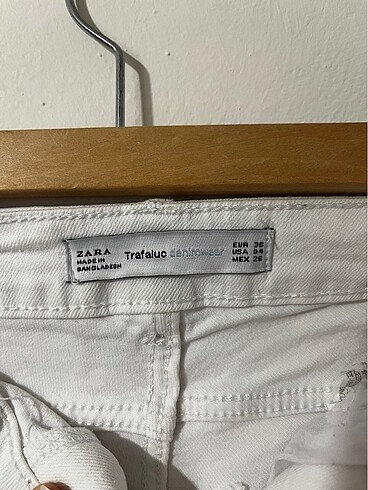 ZARA
MADE IN
BANGLADESH
Trafaluc denimwear
EUR 36
USA 04
MEX 26